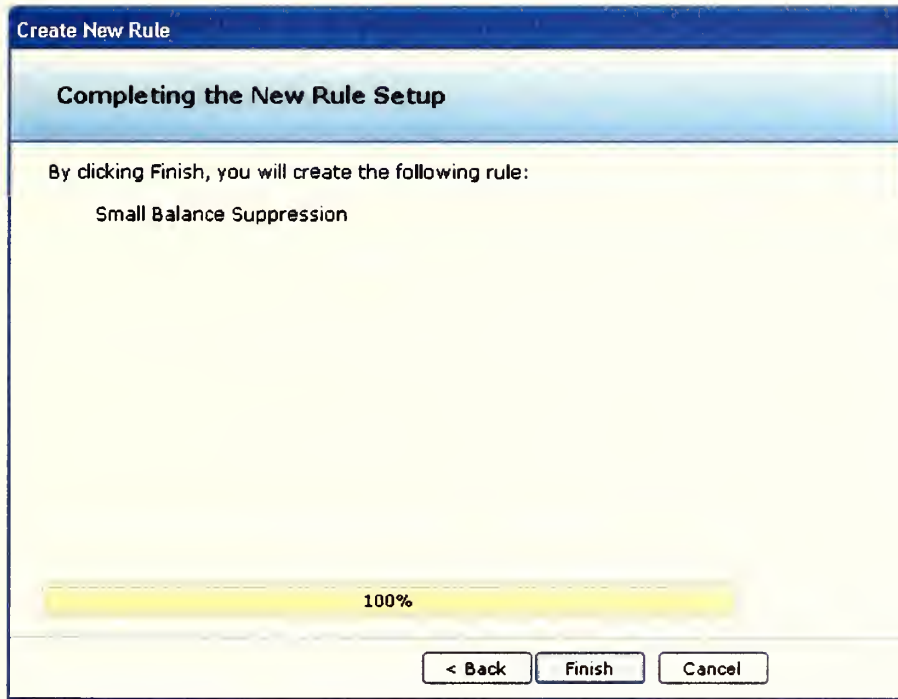 Create New Rule
Completing the New Rule Setup
By clicking Finish, you will create the following rule:
Small Balance Suppression
100%
< Back Finish Cancel